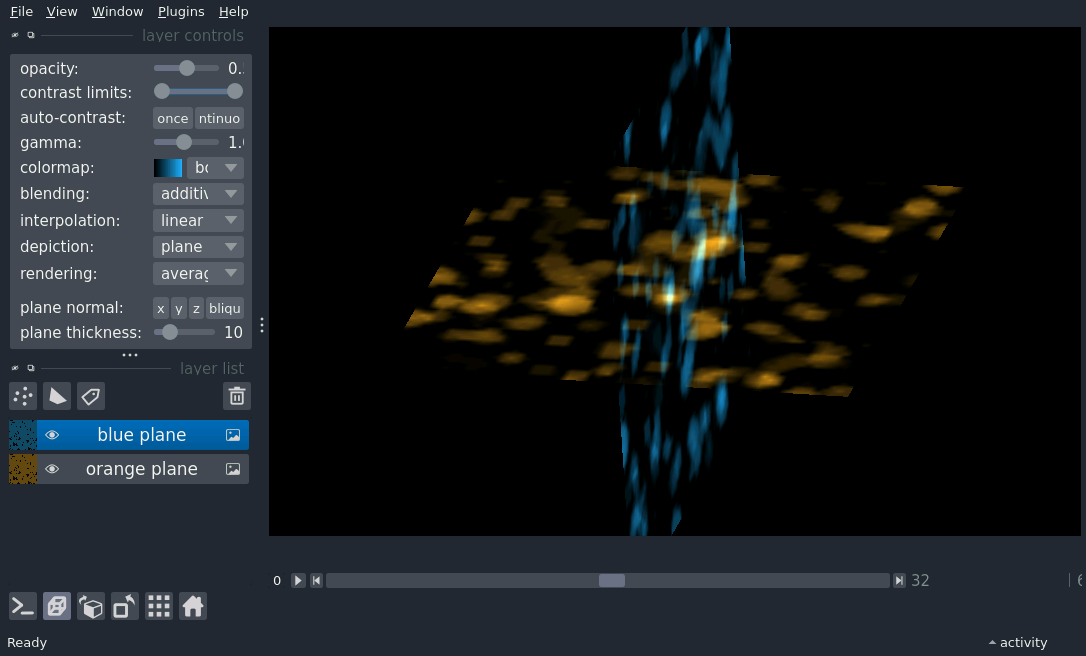 File View Window Plugins Help
layer controls
opacity: 0.
contrast limits:
auto-contrast: once ntinuo
gamma: 1.
colormap: bo
blending: additiv
interpolation: linear
depiction: plane
rendering: averag
plane normal: x y z bliqu
plane thickness: 10
layer list
blue plane
orange plane
0 32
Ready activity